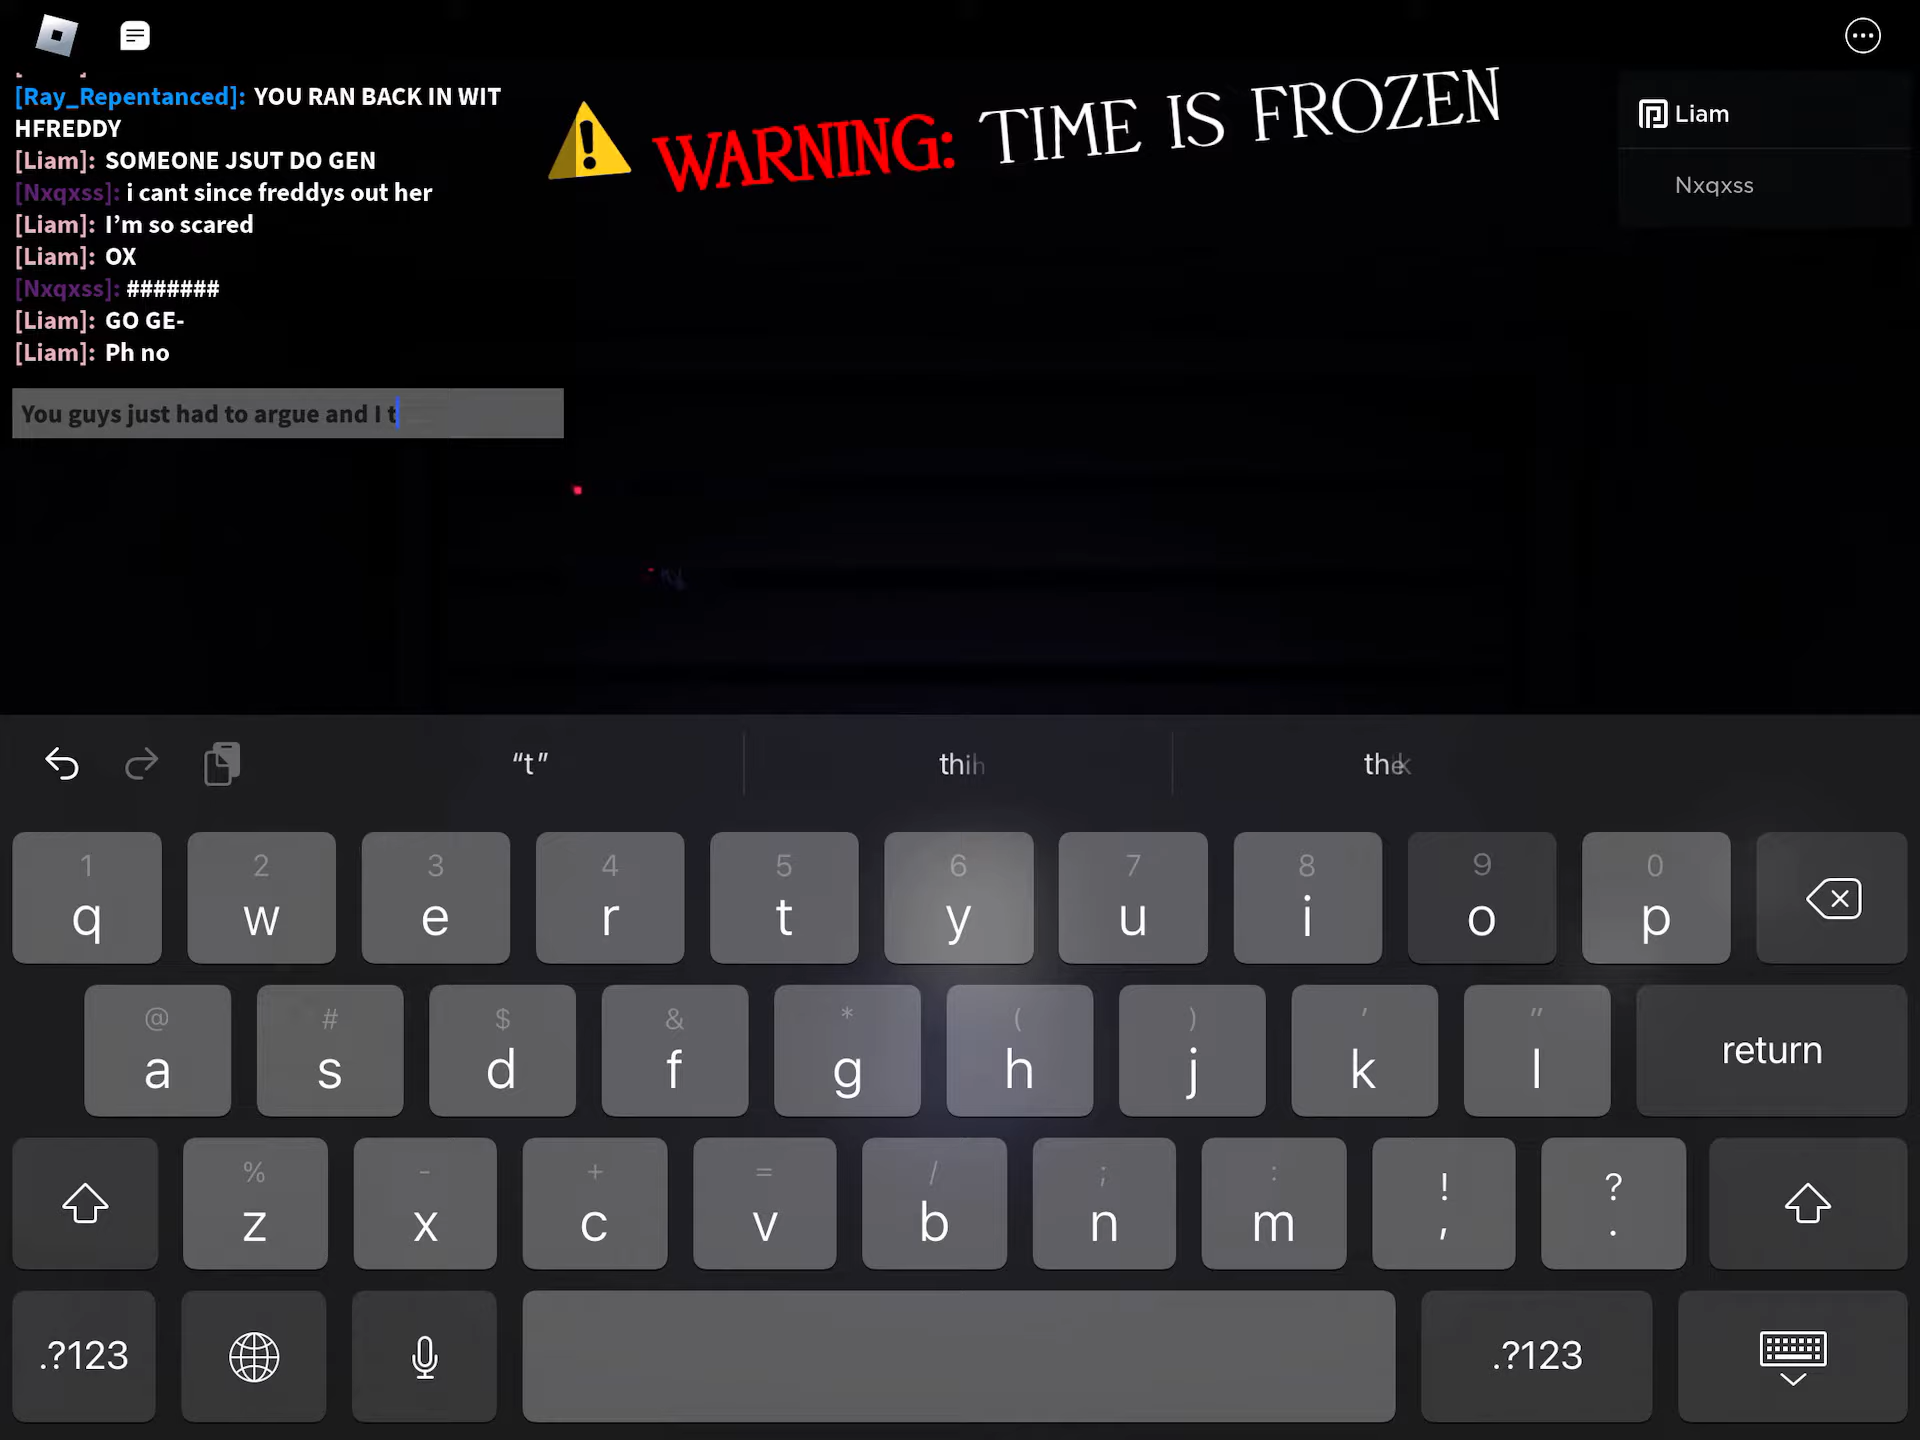 [Ray_Repentanced]: YOU RAN BACK IN WIT
HFREDDY
[Liam]: SOMEONE JSUT DO GEN
[Nxqxss]: i cant since freddys out her
[Liam]: I’m so scared
[Liam]: OX
[Nxqxss]: #######
[Liam]: GO GE-
[Liam]: Ph no
You guys just had to argue and I t
WARNING: TIME IS FROZEN
Liam
Nxqxss
“t”
1 2 3 4 5 6 7 8 9 0
q w e r t y u i o p
@ # $ & * ( ) ' "
a s d f g h j k l return
% - + = / ; : ! ?
z x c v b n m , .
.?123 .?123